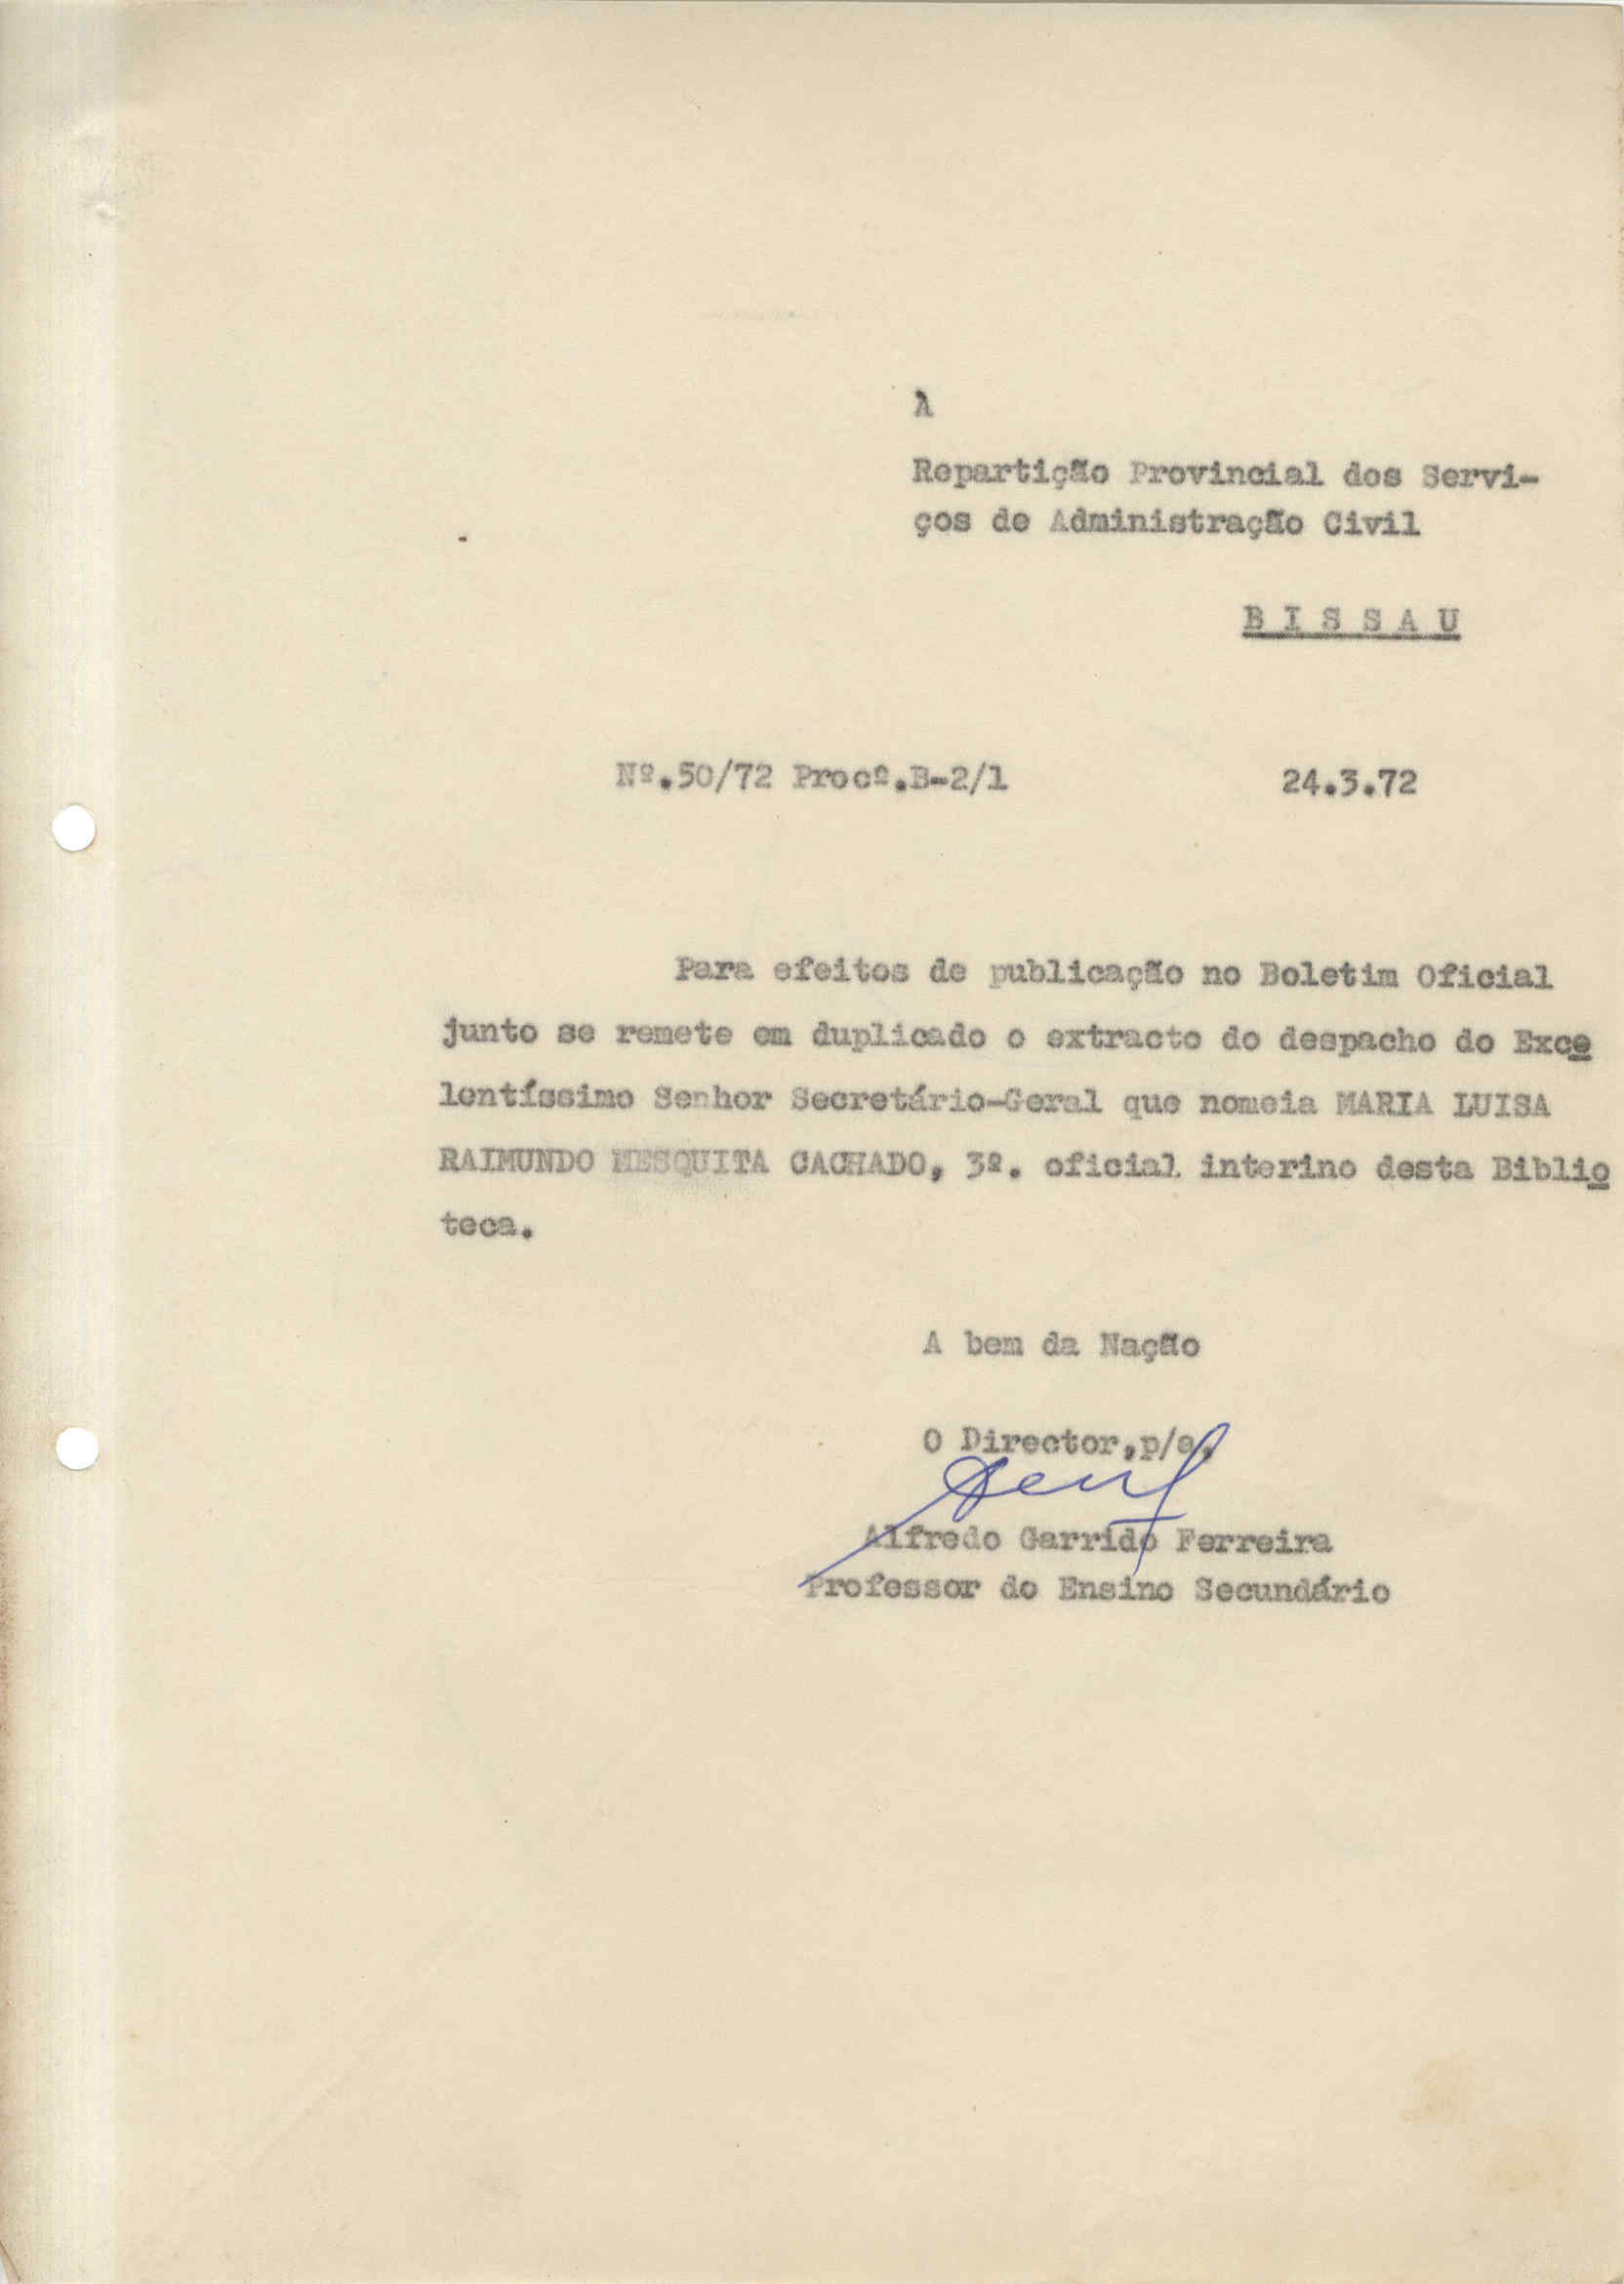 À
Repartição Provincial dos Servi-
ços de Administração Civil
B I S S A U
Nº.50/72 Procº.B-2/1 24.3.72
Para efeitos de publicação no Boletim Oficial
junto se remete em duplicado o extracto do despacho do Exce
lentíssimo Senhor Secretário-Geral que nomeia MARIA LUISA
RAIMUNDO MESQUITA CACHADO, 3º. oficial interino desta Biblio
teca.
A bem da Nação
O Director,p/a,
Alfredo Garrido Ferreira
Professor do Ensino Secundário